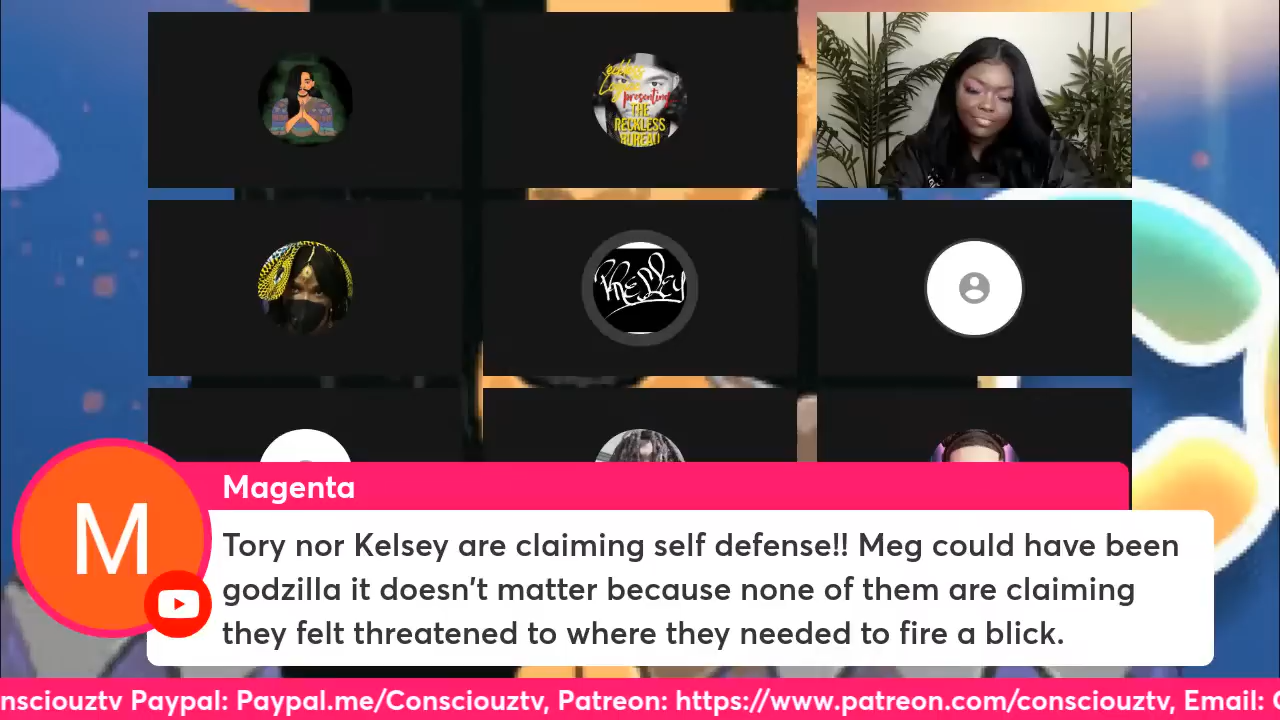 presenting
THE
RECKLESS
BUREAU
M
Magenta
Tory nor Kelsey are claiming self defense!! Meg could have been
godzilla it doesn't matter because none of them are claiming
they felt threatened to where they needed to fire a blick.
nsciouztv Paypal: Paypal.me/Consciouztv, Patreon: https://www.patreon.com/consciouztv, Email: